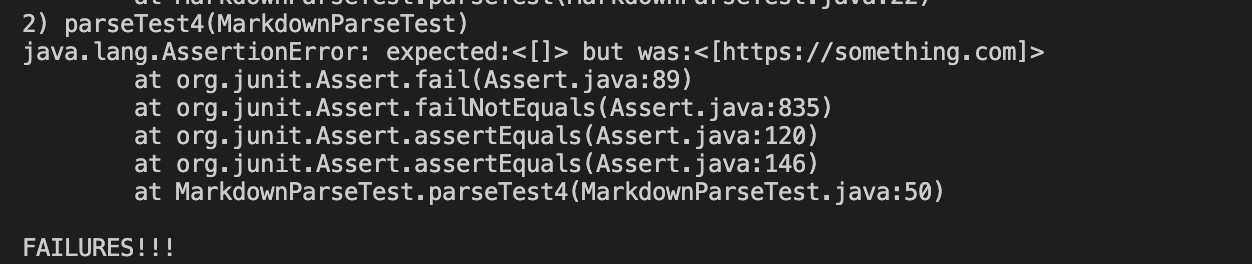 at MarkdownParseTest.parseTest(MarkdownParseTest.java:22)
2) parseTest4(MarkdownParseTest)
java.lang.AssertionError: expected:<[]> but was:<[https://something.com]>
at org.junit.Assert.fail(Assert.java:89)
at org.junit.Assert.failNotEquals(Assert.java:835)
at org.junit.Assert.assertEquals(Assert.java:120)
at org.junit.Assert.assertEquals(Assert.java:146)
at MarkdownParseTest.parseTest4(MarkdownParseTest.java:50)
FAILURES!!!